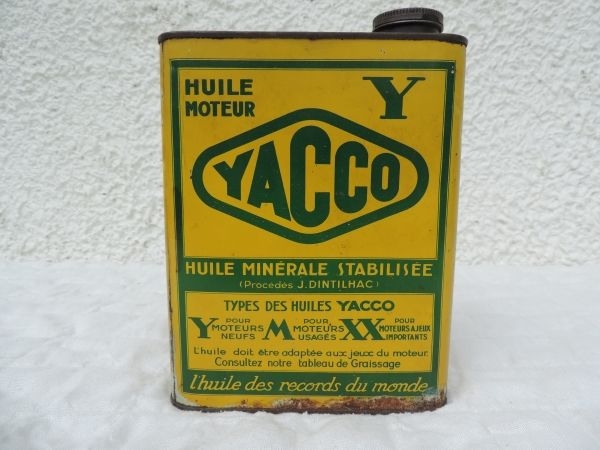 HUILE
MOTEUR
Y
YACCO
HUILE MINÉRALE STABILISÉE
(Procedés J. DINTILHAC)
TYPES DES HUILES YACCO
Y POUR MOTEURS NEUFS M POUR MOTEURS USAGÉS XX POUR MOTEURS A JEUX IMPORTANTS
L'huile doit être adaptée aux jeux du moteur.
Consultez notre tableau de Graissage
l'huile des records du monde